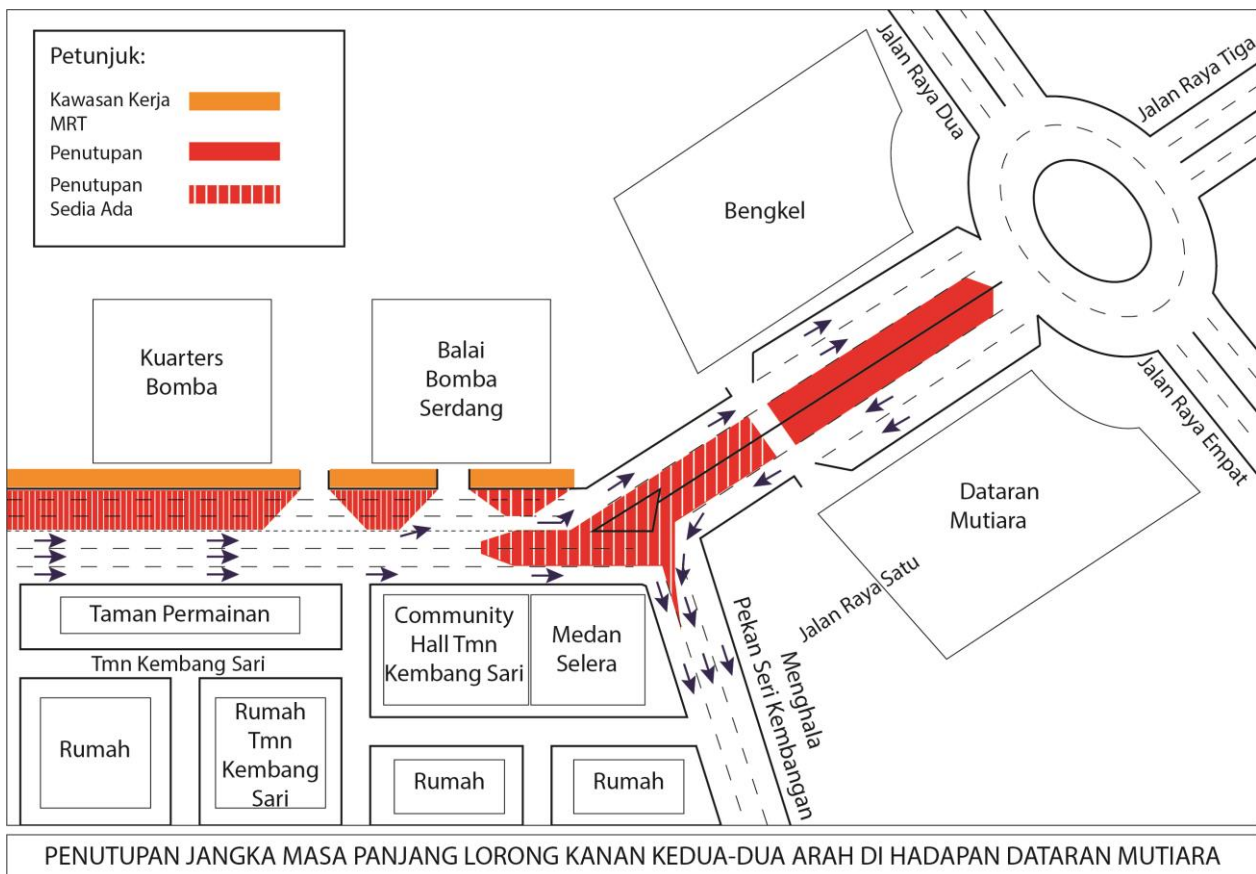 Petunjuk:
Kawasan Kerja
MRT
Penutupan
Penutupan
Sedia Ada
Jalan Raya Dua
Jalan Raya Tiga
Bengkel
Kuarters
Bomba
Balai
Bomba
Serdang
Jalan Raya Empat
Dataran
Mutiara
Jalan Raya Satu
Menghala
Pekan Seri Kembangan
Taman Permainan
Tmn Kembang Sari
Community
Hall Tmn
Kembang Sari
Medan
Selera
Rumah
Rumah
Tmn
Kembang
Sari
Rumah
Rumah
PENUTUPAN JANGKA MASA PANJANG LORONG KANAN KEDUA-DUA ARAH DI HADAPAN DATARAN MUTIARA